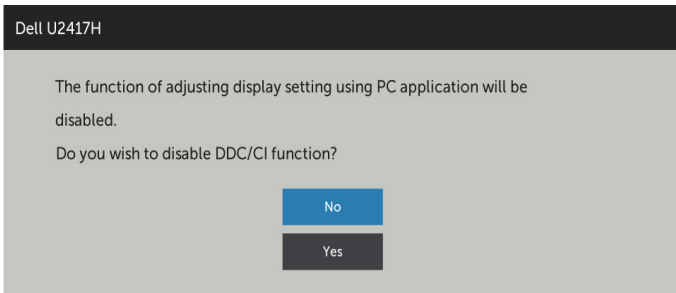 Dell U2417H
The function of adjusting display setting using PC application will be
disabled.
Do you wish to disable DDC/CI function?
No
Yes